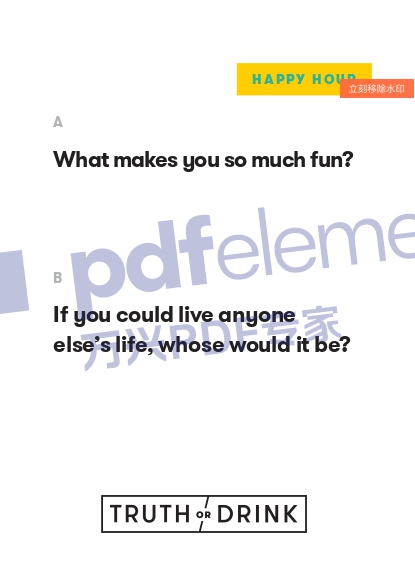 HAPPY HOUR
立刻移除水印
A
What makes you so much fun?
pdfeleme
B
If you could live anyone
万兴PDF专家
else's life, whose would it be?
TRUTH OR DRINK